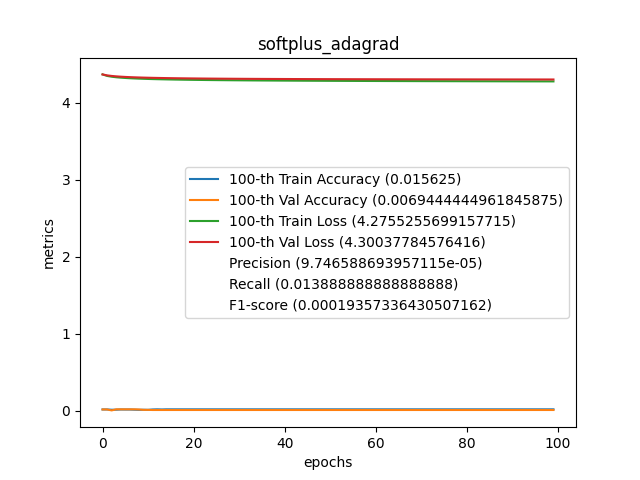 softplus_adagrad
metrics
4
3
2
1
0
100-th Train Accuracy (0.015625)
100-th Val Accuracy (0.0069444444961845875)
100-th Train Loss (4.2755255699157715)
100-th Val Loss (4.30037784576416)
Precision (9.746588693957115e-05)
Recall (0.013888888888888888)
F1-score (0.00019357336430507162)
0 20 40 60 80 100
epochs